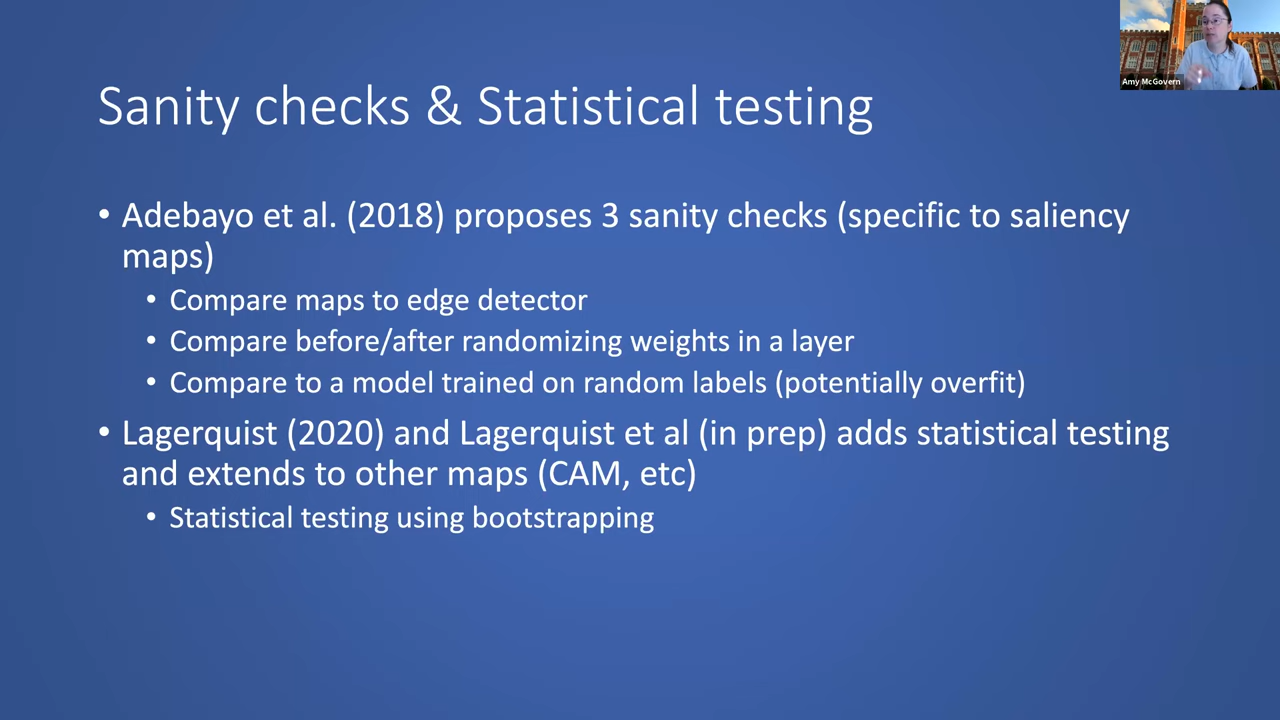 Amy McGovern
Sanity checks & Statistical testing
• Adebayo et al. (2018) proposes 3 sanity checks (specific to saliency
maps)
• Compare maps to edge detector
• Compare before/after randomizing weights in a layer
• Compare to a model trained on random labels (potentially overfit)
• Lagerquist (2020) and Lagerquist et al (in prep) adds statistical testing
and extends to other maps (CAM, etc)
• Statistical testing using bootstrapping